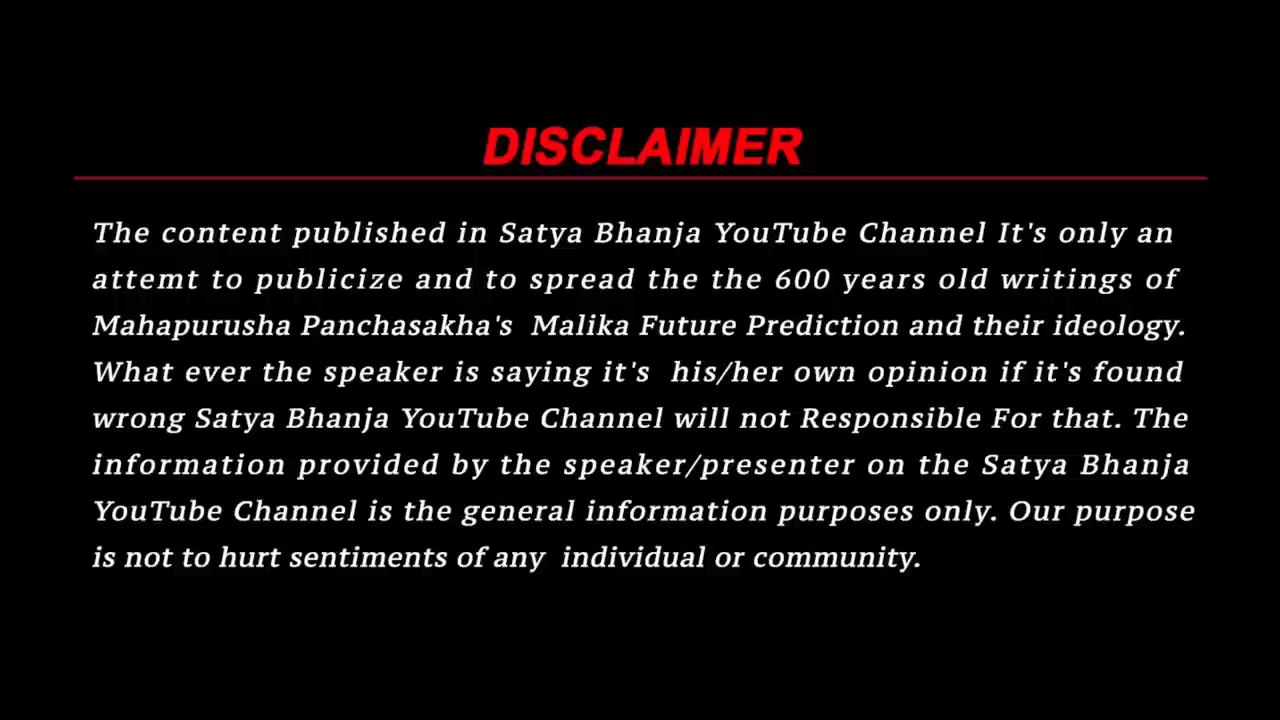 DISCLAIMER
The content published in Satya Bhanja YouTube Channel It's only an
attemt to publicize and to spread the the 600 years old writings of
Mahapurusha Panchasakha's Malika Future Prediction and their ideology.
What ever the speaker is saying it's his/her own opinion if it's found
wrong Satya Bhanja YouTube Channel will not Responsible For that. The
information provided by the speaker/presenter on the Satya Bhanja
YouTube Channel is the general information purposes only. Our purpose
is not to hurt sentiments of any individual or community.